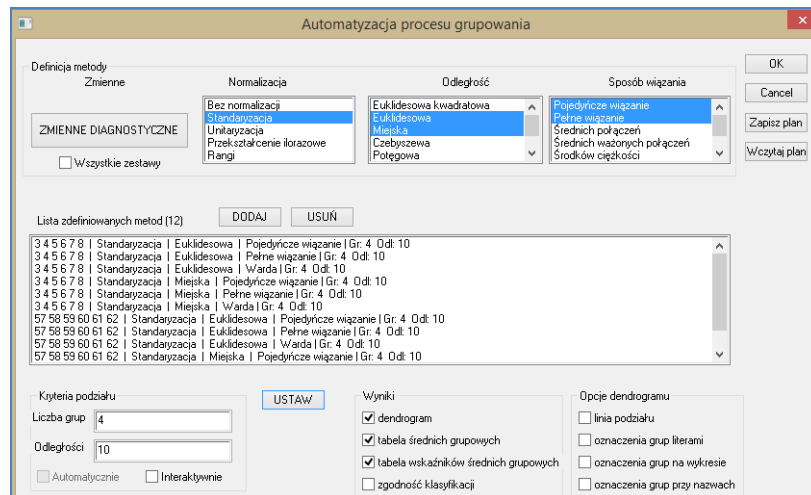 Automatyzacja procesu grupowania
Definicja metody
Zmienne
Normalizacja
Odległość
Sposób wiązania
ZMIENNE DIAGNOSTYCZNE
Wszystkie zestawy
Bez normalizacji
Standaryzacja
Unitaryzacja
Przekształcenie ilorazowe
Rangi
Euklidesowa kwadratowa
Euklidesowa
Miejska
Czebyszewa
Potęgowa
Pojedyńcze wiązanie
Pełne wiązanie
Średnich połączeń
Średnich ważonych połączeń
Środków ciężkości
OK
Cancel
Zapisz plan
Wczytaj plan
Lista zdefiniowanych metod (12)
DODAJ
USUŃ
3 4 5 6 7 8 | Standaryzacja | Euklidesowa | Pojedyńcze wiązanie | Gr: 4 Odl: 10
3 4 5 6 7 8 | Standaryzacja | Euklidesowa | Pełne wiązanie | Gr: 4 Odl: 10
3 4 5 6 7 8 | Standaryzacja | Euklidesowa | Warda | Gr: 4 Odl: 10
3 4 5 6 7 8 | Standaryzacja | Miejska | Pojedyńcze wiązanie | Gr: 4 Odl: 10
3 4 5 6 7 8 | Standaryzacja | Miejska | Pełne wiązanie | Gr: 4 Odl: 10
3 4 5 6 7 8 | Standaryzacja | Miejska | Warda | Gr: 4 Odl: 10
57 58 59 60 61 62 | Standaryzacja | Euklidesowa | Pojedyńcze wiązanie | Gr: 4 Odl: 10
57 58 59 60 61 62 | Standaryzacja | Euklidesowa | Pełne wiązanie | Gr: 4 Odl: 10
57 58 59 60 61 62 | Standaryzacja | Euklidesowa | Warda | Gr: 4 Odl: 10
57 58 59 60 61 62 | Standaryzacja | Miejska | Pojedyńcze wiązanie | Gr: 4 Odl: 10
Kryteria podziału
Liczba grup 4
Odległości 10
Automatycznie
Interaktywnie
USTAW
Wyniki
dendrogram
tabela średnich grupowych
tabela wskaźników średnich grupowych
zgodność klasyfikacji
Opcje dendrogramu
linia podziału
oznaczenia grup literami
oznaczenia grup na wykresie
oznaczenia grup przy nazwach